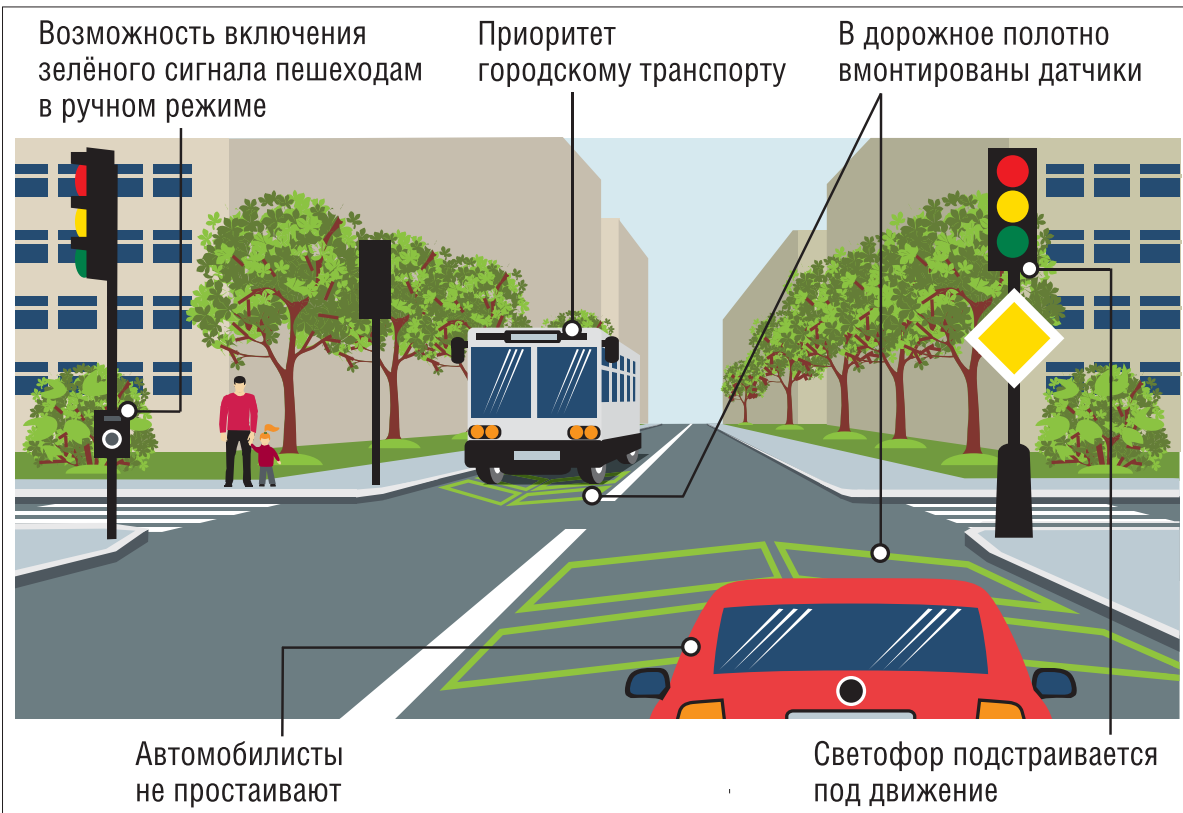 Возможность включения
зелёного сигнала пешеходам
в ручном режиме
Приоритет
городскому транспорту
В дорожное полотно
вмонтированы датчики
Автомобилисты
не простаивают
Светофор подстраивается
под движение